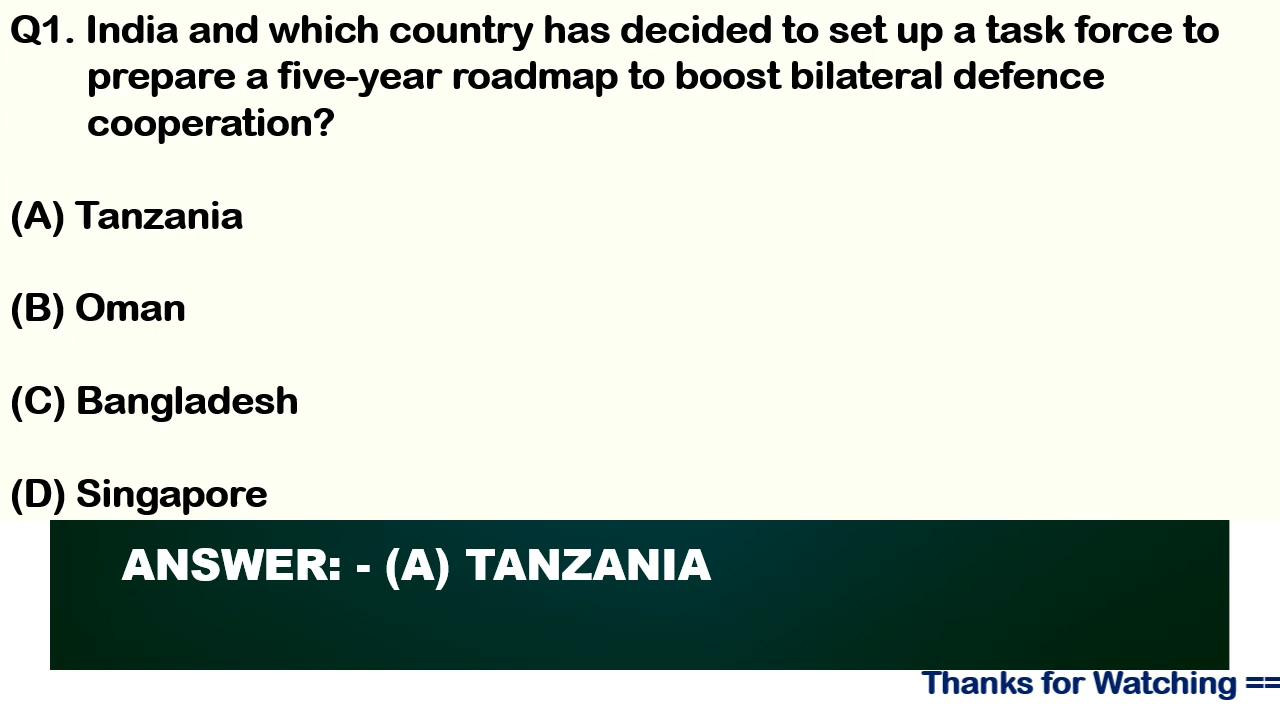 Q1. India and which country has decided to set up a task force to
prepare a five-year roadmap to boost bilateral defence
cooperation?
(A) Tanzania
(B) Oman
(C) Bangladesh
(D) Singapore
ANSWER: - (A) TANZANIA
Thanks for Watching ==